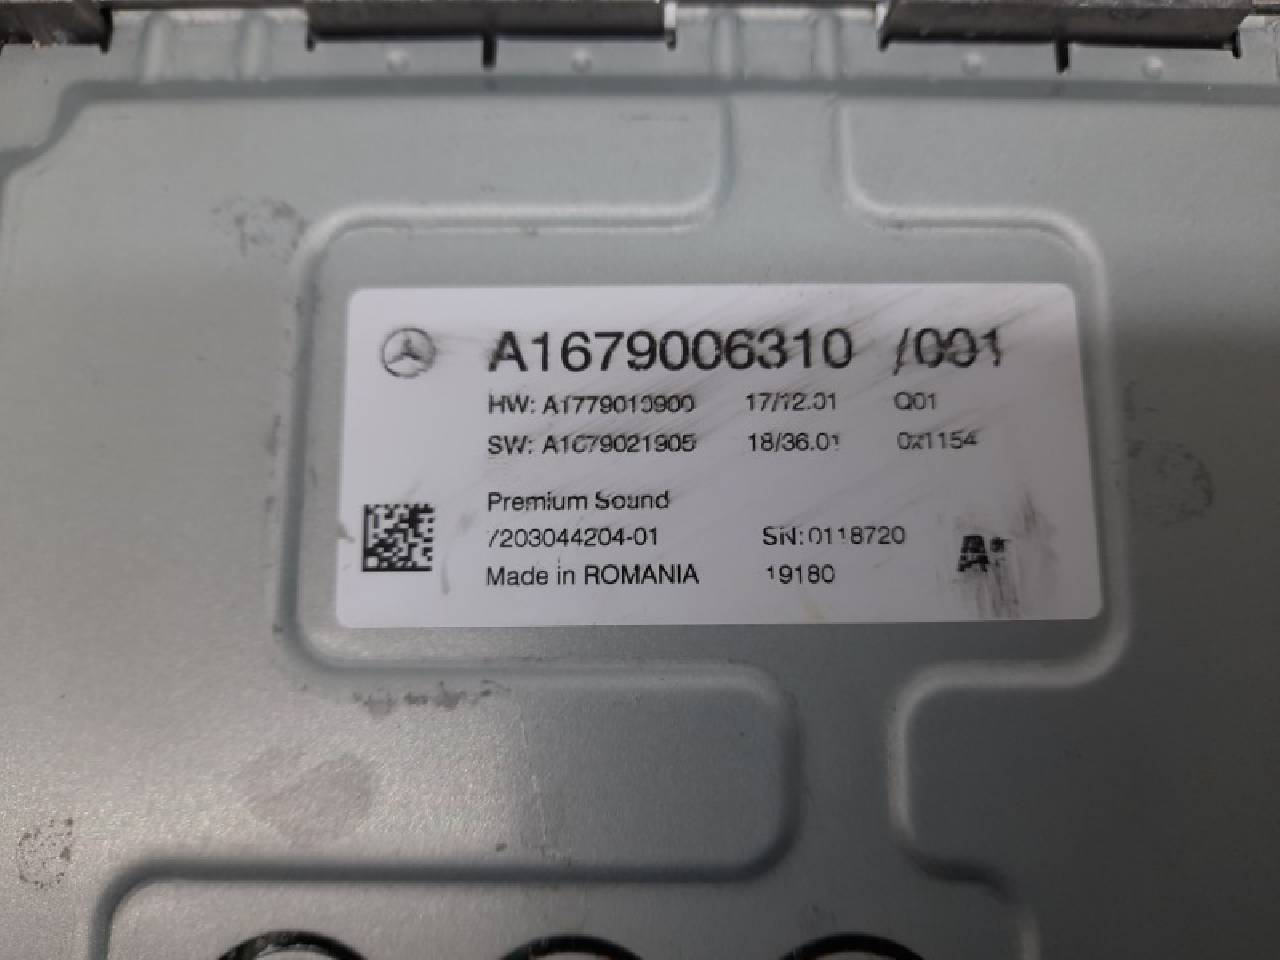 A1679006310 /001
HW: A1779010900 17/12.01 Q01
SW: A1679021905 18/36.01 0x1154
Premium Sound
7203044204-01 SN:0118720
Made in ROMANIA 19180